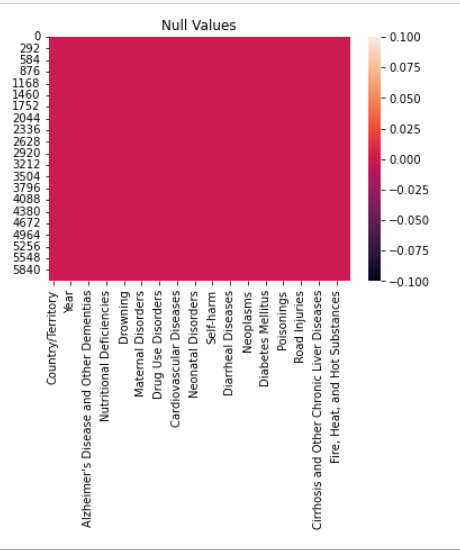 Null Values
0
292
584
876
1168
1460
1752
2044
2336
2628
2920
3212
3504
3796
4088
4380
4672
4964
5256
5548
5840
0.100
0.075
0.050
0.025
0.000
−0.025
−0.050
−0.075
−0.100
Country/Territory
Year
Alzheimer's Disease and Other Dementias
Nutritional Deficiencies
Drowning
Maternal Disorders
Drug Use Disorders
Cardiovascular Diseases
Neonatal Disorders
Self-harm
Diarrheal Diseases
Neoplasms
Diabetes Mellitus
Poisonings
Road Injuries
Cirrhosis and Other Chronic Liver Diseases
Fire, Heat, and Hot Substances